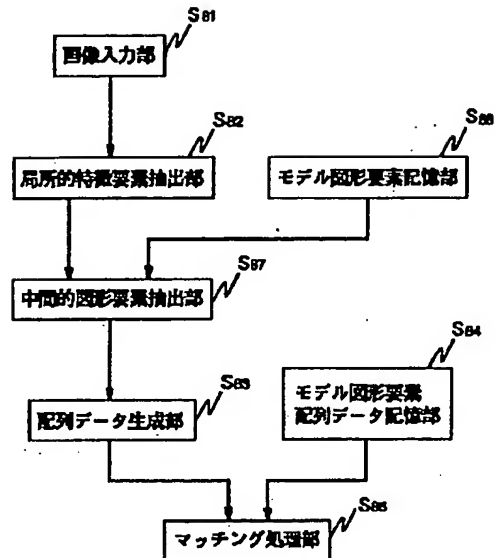 S81
画像入力部
S82
局所的特徴要素抽出部
S86
モデル図形要素記憶部
S87
中間的図形要素抽出部
S83
配列データ生成部
S84
モデル図形要素
配列データ記憶部
S85
マッチング処理部